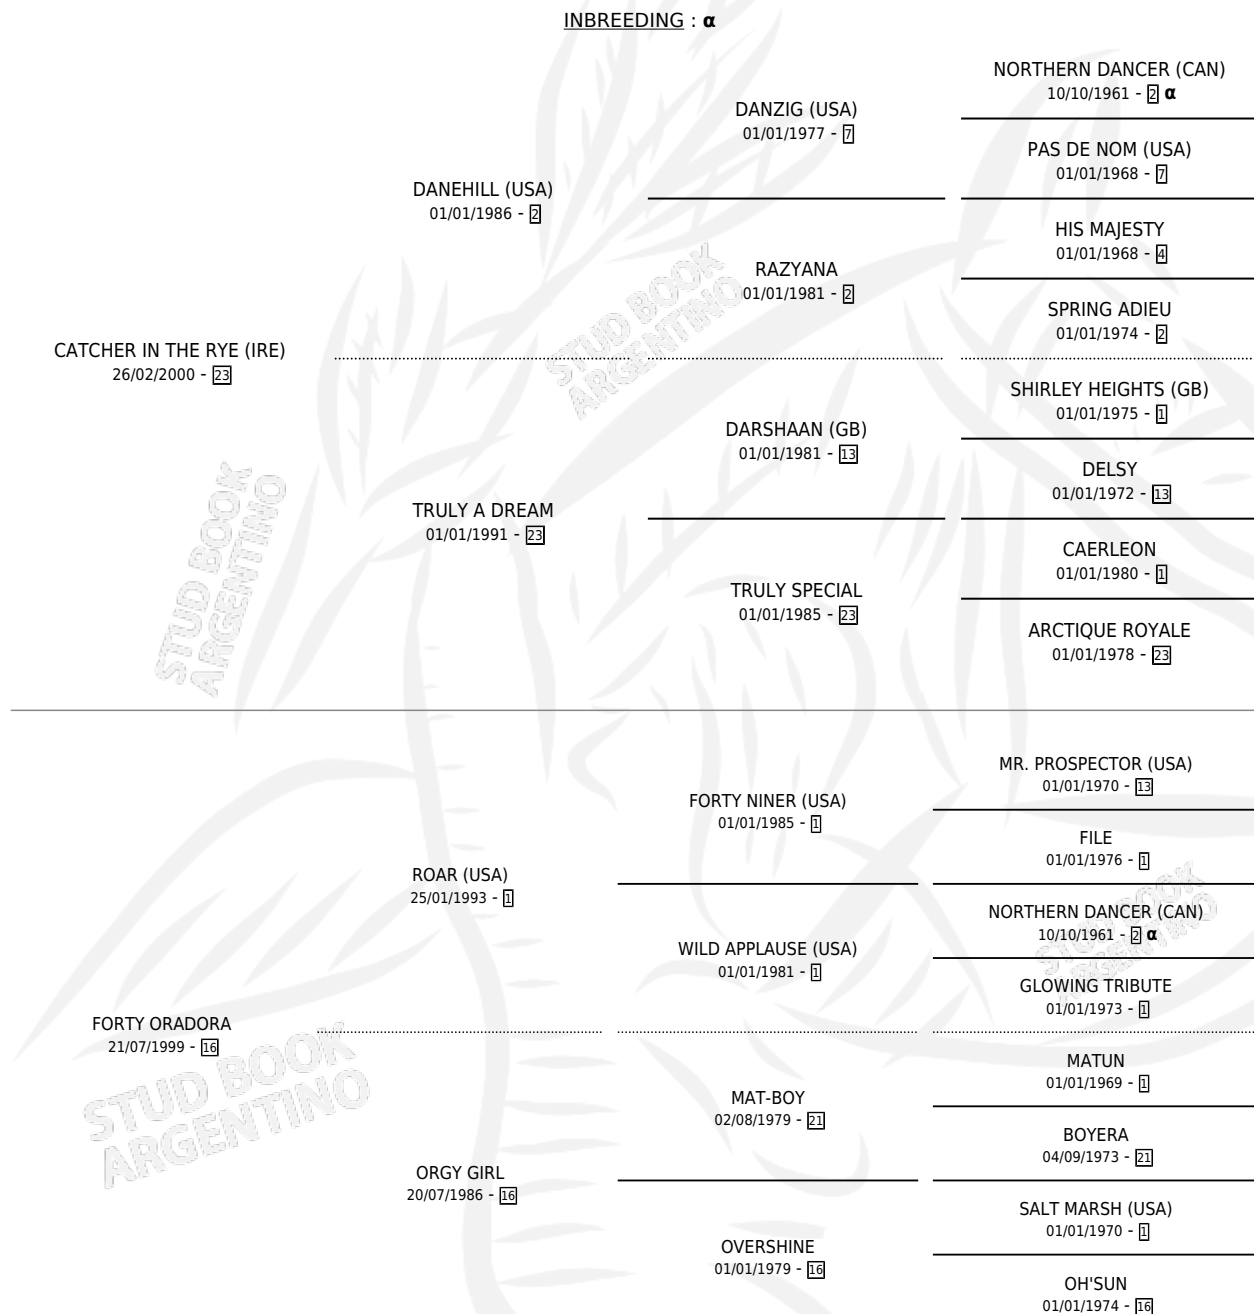 INBREEDING : α
NORTHERN DANCER (CAN)
10/10/1961 - 2 α
DANZIG (USA)
01/01/1977 - 7
PAS DE NOM (USA)
01/01/1968 - 7
DANEHILL (USA)
01/01/1986 - 2
HIS MAJESTY
01/01/1968 - 4
RAZYANA
01/01/1981 - 2
SPRING ADIEU
01/01/1974 - 2
CATCHER IN THE RYE (IRE)
26/02/2000 - 23
SHIRLEY HEIGHTS (GB)
01/01/1975 - 1
DARSHAAN (GB)
01/01/1981 - 13
DELSY
01/01/1972 - 13
TRULY A DREAM
01/01/1991 - 23
CAERLEON
01/01/1980 - 1
TRULY SPECIAL
01/01/1985 - 23
ARCTIQUE ROYALE
01/01/1978 - 23
MR. PROSPECTOR (USA)
01/01/1970 - 13
FORTY NINER (USA)
01/01/1985 - 1
FILE
01/01/1976 - 1
ROAR (USA)
25/01/1993 - 1
NORTHERN DANCER (CAN)
10/10/1961 - 2 α
WILD APPLAUSE (USA)
01/01/1981 - 1
GLOWING TRIBUTE
01/01/1973 - 1
FORTY ORADORA
21/07/1999 - 16
MATUN
01/01/1969 - 1
MAT-BOY
02/08/1979 - 21
BOYERA
04/09/1973 - 21
ORGY GIRL
20/07/1986 - 16
SALT MARSH (USA)
01/01/1970 - 1
OVERSHINE
01/01/1979 - 16
OH'SUN
01/01/1974 - 16
STUD BOOK
ARGENTINO
STUD BOOK
ARGENTINO
STUD BOOK
ARGENTINO
STUD BOOK
ARGENTINO